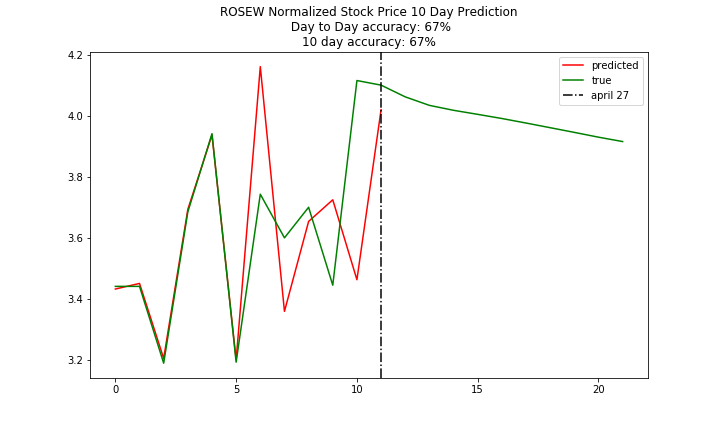 ROSEW Normalized Stock Price 10 Day Prediction
Day to Day accuracy: 67%
10 day accuracy: 67%
predicted
true
april 27
4.2
4.0
3.8
3.6
3.4
3.2
0 5 10 15 20